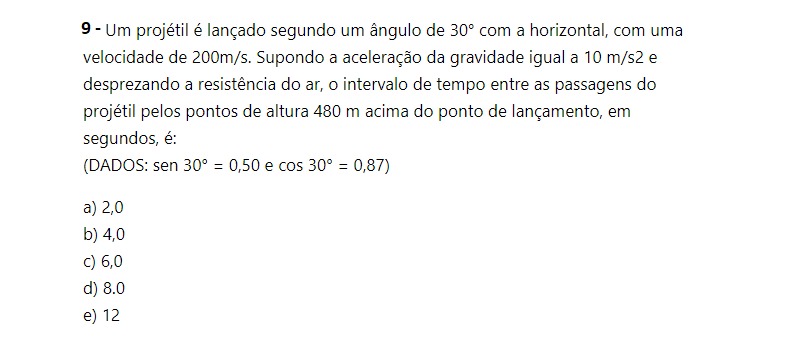 9 - Um projétil é lançado segundo um ângulo de 30° com a horizontal, com uma
velocidade de 200m/s. Supondo a aceleração da gravidade igual a 10 m/s2 e
desprezando a resistência do ar, o intervalo de tempo entre as passagens do
projétil pelos pontos de altura 480 m acima do ponto de lançamento, em
segundos, é:
(DADOS: sen 30° = 0,50 e cos 30° = 0,87)
a) 2,0
b) 4,0
c) 6,0
d) 8.0
e) 12